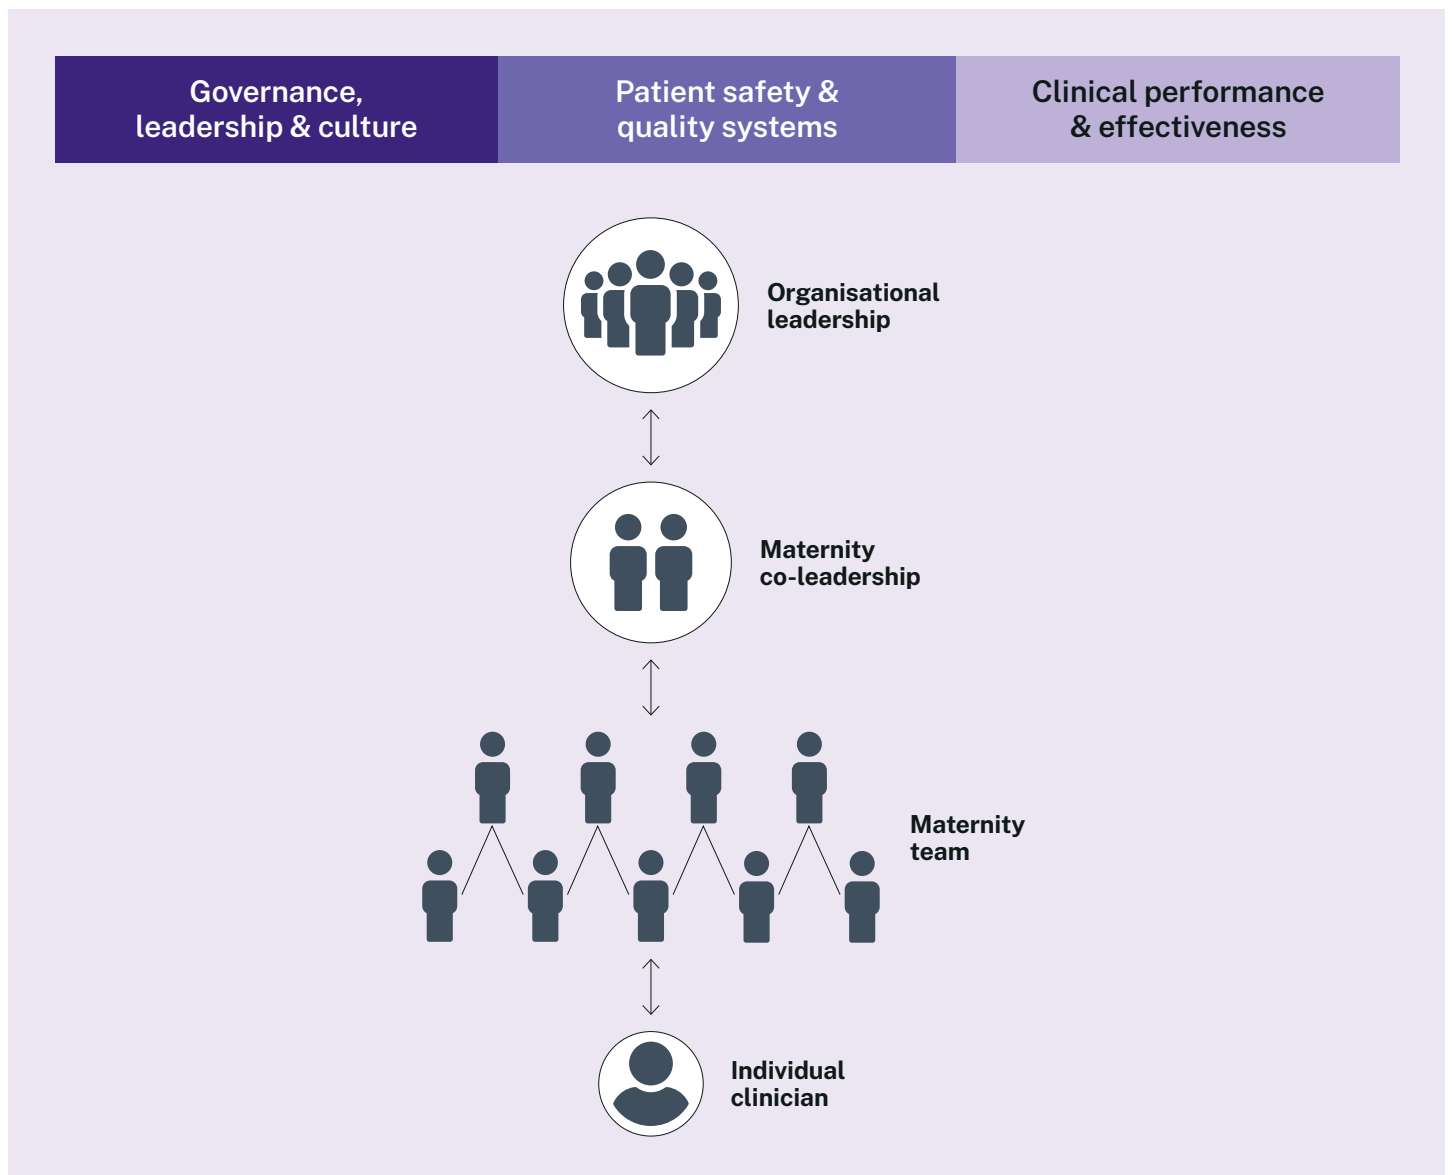 Governance,
leadership & culture
Patient safety &
quality systems
Clinical performance
& effectiveness
Organisational
leadership
Maternity
co-leadership
Maternity
team
Individual
clinician